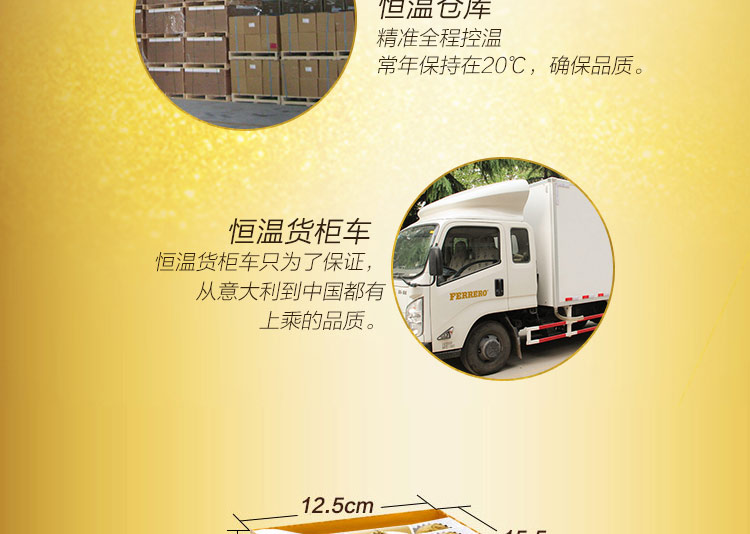 恒温仓库
精准全程控温
常年保持在20℃，确保品质。
恒温货柜车
恒温货柜车只为了保证，
从意大利到中国都有
上乘的品质。
FERRERO
12.5cm